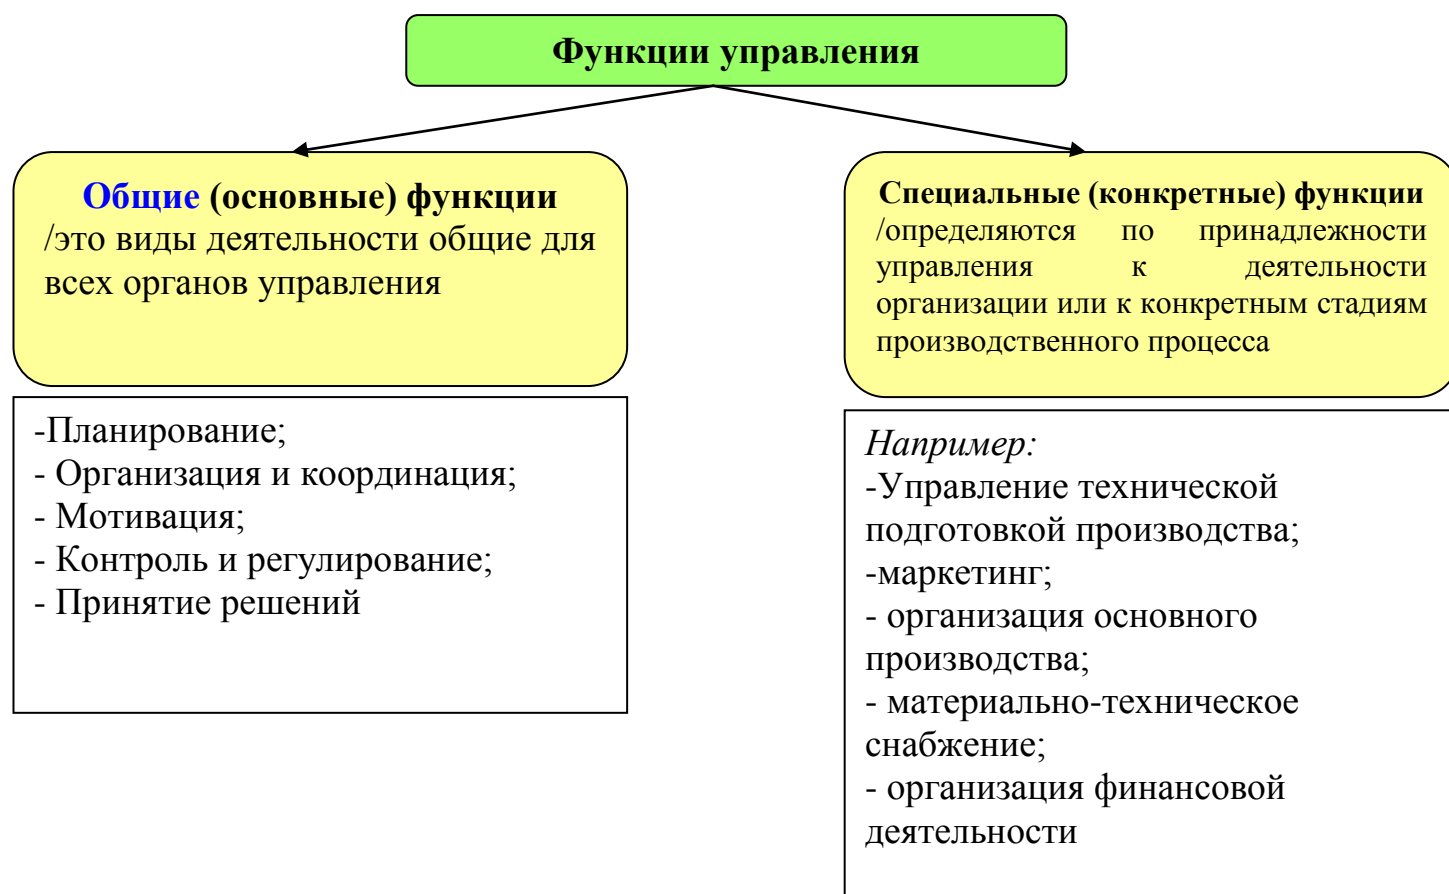 Функции управления
Общие (основные) функции
/это виды деятельности общие для
всех органов управления
-Планирование;
- Организация и координация;
- Мотивация;
- Контроль и регулирование;
- Принятие решений
Специальные (конкретные) функции
/определяются по принадлежности
управления к деятельности
организации или к конкретным стадиям
производственного процесса
Например:
-Управление технической
подготовкой производства;
-маркетинг;
- организация основного
производства;
- материально-техническое
снабжение;
- организация финансовой
деятельности